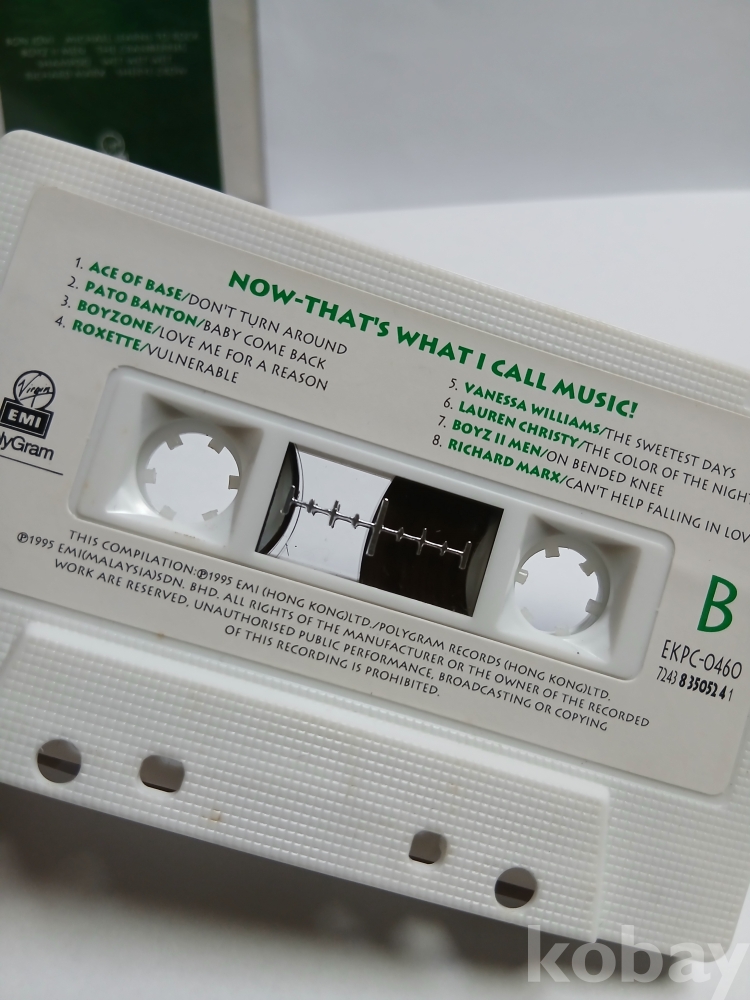 NOW-THAT'S WHAT I CALL MUSIC!
1. ACE OF BASE/DON'T TURN AROUND
2. PATO BANTON/BABY COME BACK
3. BOYZONE/LOVE ME FOR A REASON
4. ROXETTE/VULNERABLE
5. VANESSA WILLIAMS/THE SWEETEST DAYS
6. LAUREN CHRISTY/THE COLOR OF THE NIGHT
7. BOYZ II MEN/ON BENDED KNEE
8. RICHARD MARX/CAN'T HELP FALLING IN LOV
Virgin
EMI
lyGram
THIS COMPILATION:℗1995 EMI (HONG KONG)LTD./POLYGRAM RECORDS (HONG KONG)LTD.
℗1995 EMI(MALAYSIA)SDN. BHD. ALL RIGHTS OF THE MANUFACTURER OR THE OWNER OF THE RECORDED
WORK ARE RESERVED, UNAUTHORISED PUBLIC PERFORMANCE, BROADCASTING OR COPYING
OF THIS RECORDING IS PROHIBITED.
B
EKPC-0460
7243 8 35052 4 1
kobay